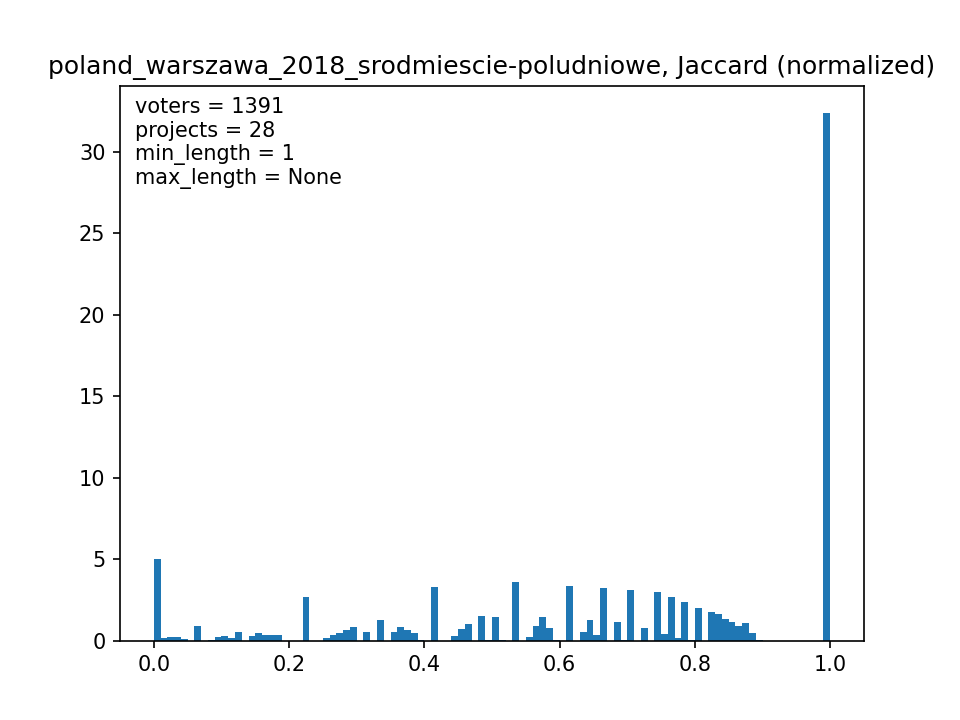 poland_warszawa_2018_srodmiescie-poludniowe, Jaccard (normalized)
voters = 1391
projects = 28
min_length = 1
max_length = None
30
25
20
15
10
5
0
0.0 0.2 0.4 0.6 0.8 1.0